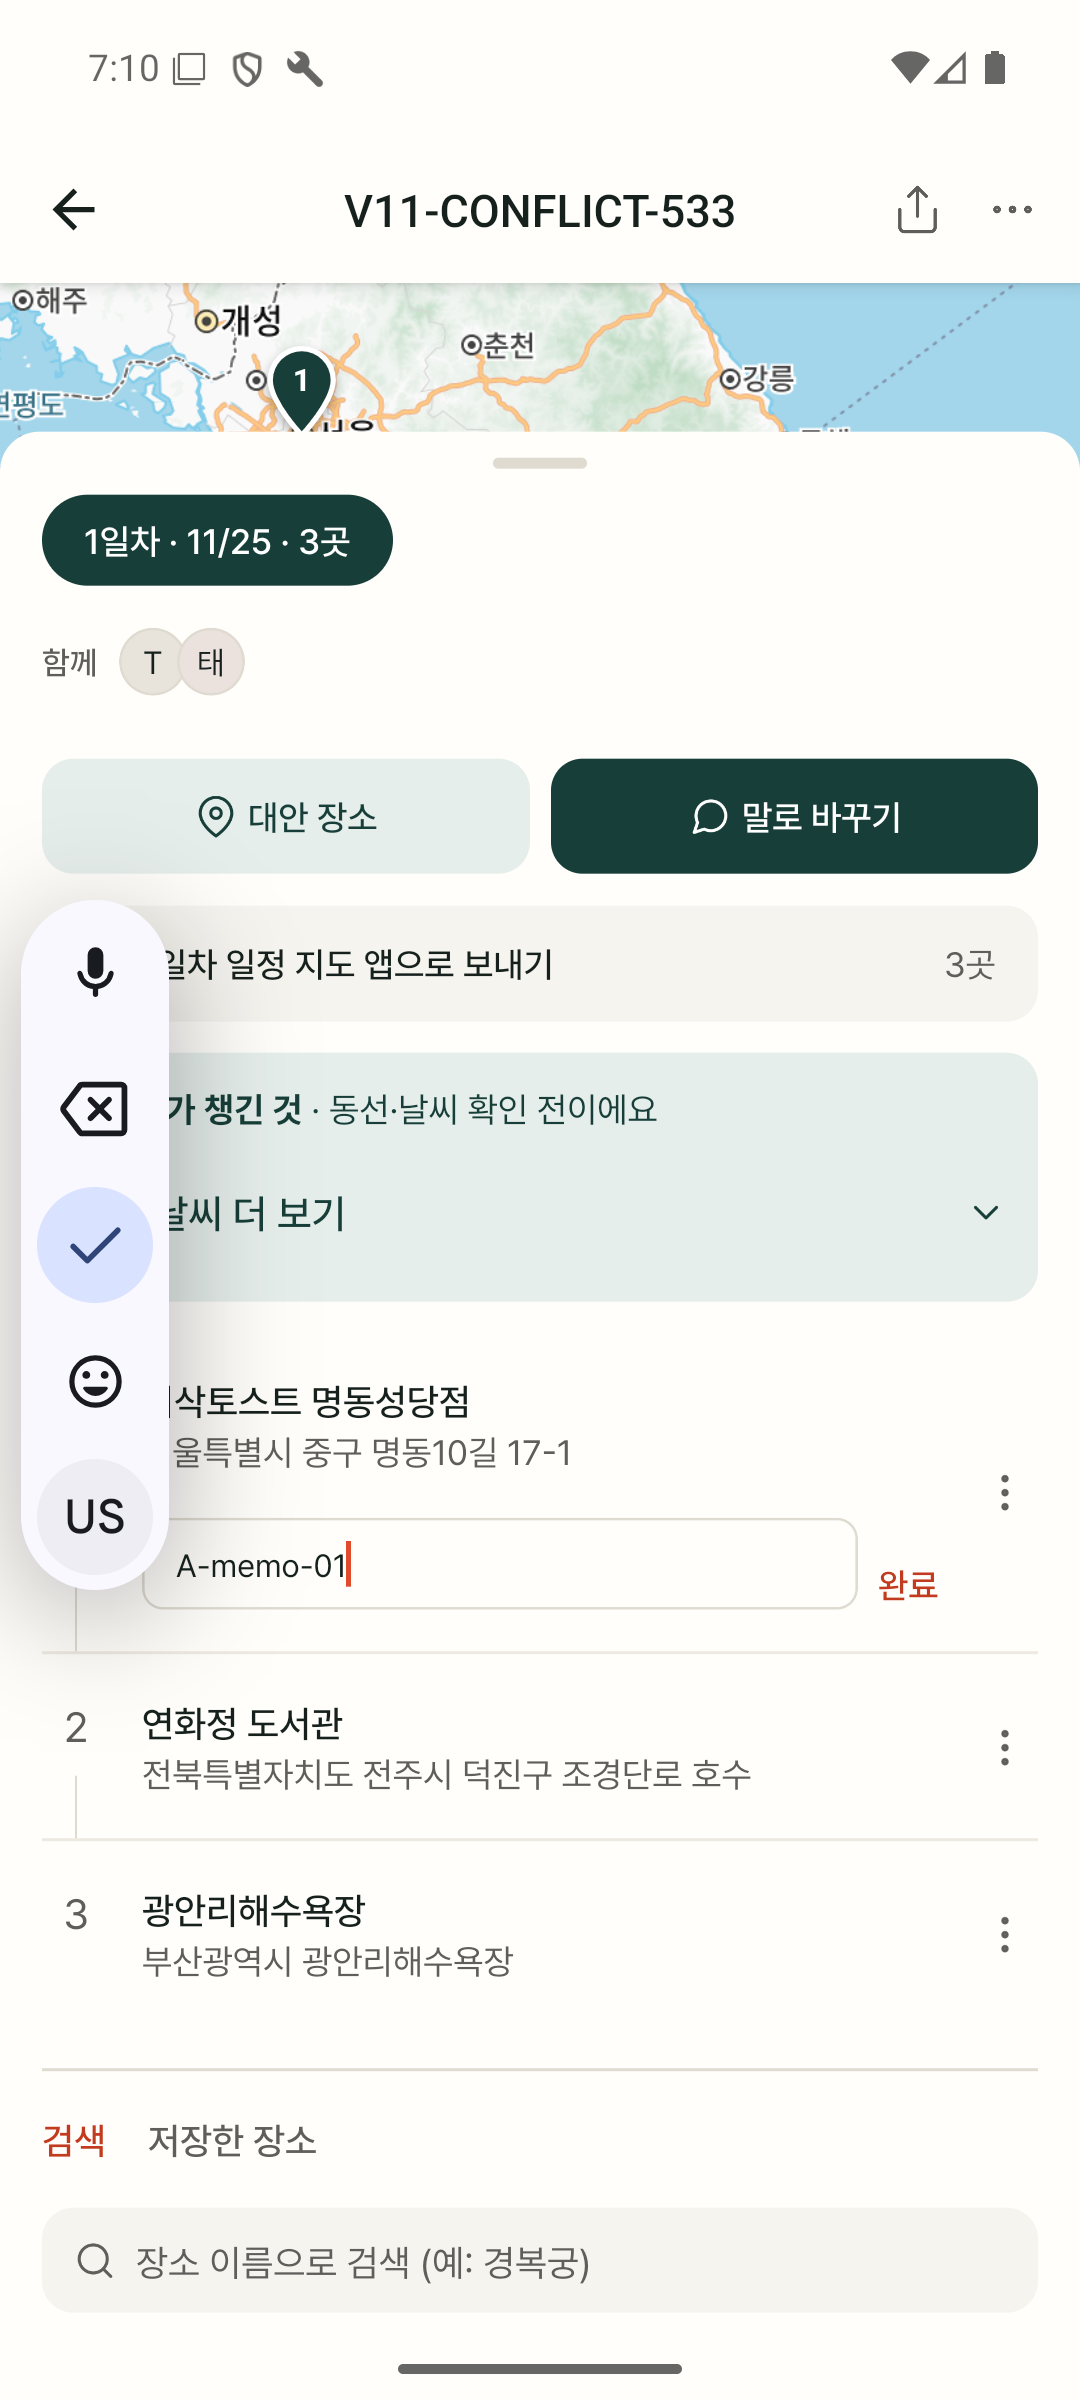 7:10
V11-CONFLICT-533
해주
개성
춘천
강릉
연평도
1
1일차 · 11/25 · 3곳
함께 T 태
대안 장소
말로 바꾸기
일차 일정 지도 앱으로 보내기 3곳
가 챙긴 것 · 동선·날씨 확인 전이에요
날씨 더 보기
삭토스트 명동성당점
울특별시 중구 명동10길 17-1
US
A-memo-01
완료
2 연화정 도서관
전북특별자치도 전주시 덕진구 조경단로 호수
3 광안리해수욕장
부산광역시 광안리해수욕장
검색 저장한 장소
장소 이름으로 검색 (예: 경복궁)